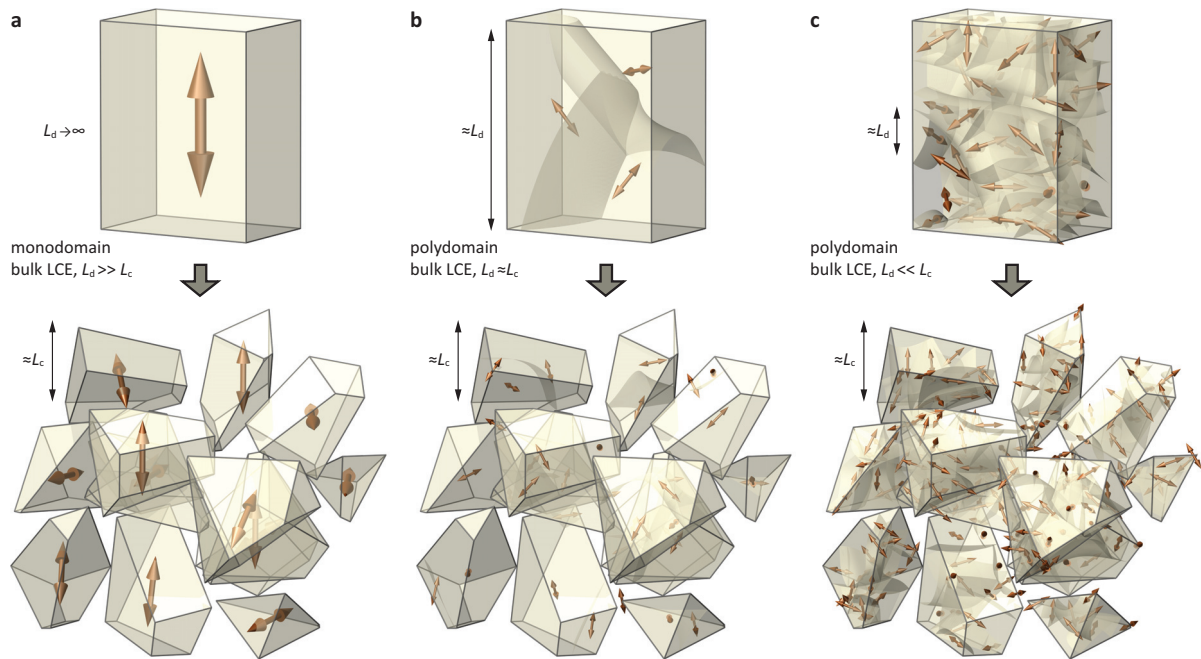 a
b
c
L_d→∞
≈L_d
≈L_d
monodomain
bulk LCE, L_d >> L_c
polydomain
bulk LCE, L_d ≈L_c
polydomain
bulk LCE, L_d << L_c
≈L_c
≈L_c
≈L_c